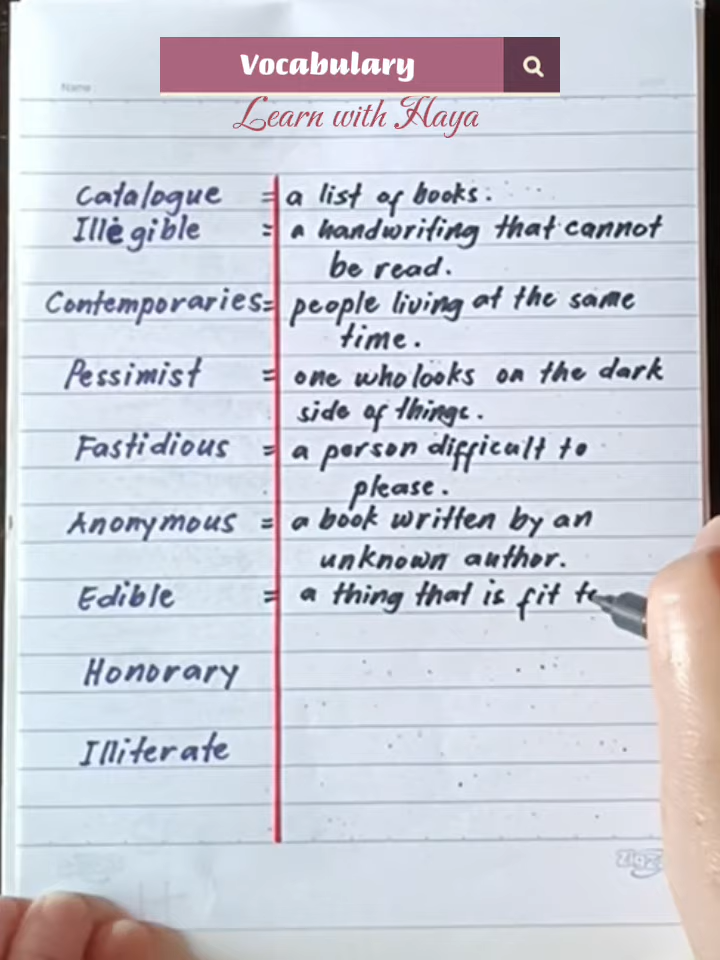 Vocabulary
Learn with Haya
Name
Catalogue = a list of books.
Illegible = a handwriting that cannot
be read.
Contemporaries = people living at the same
time.
Pessimist = one who looks on the dark
side of things.
Fastidious = a person difficult to
please.
Anonymous = a book written by an
unknown author.
Edible = a thing that is fit to
Honorary
Illiterate